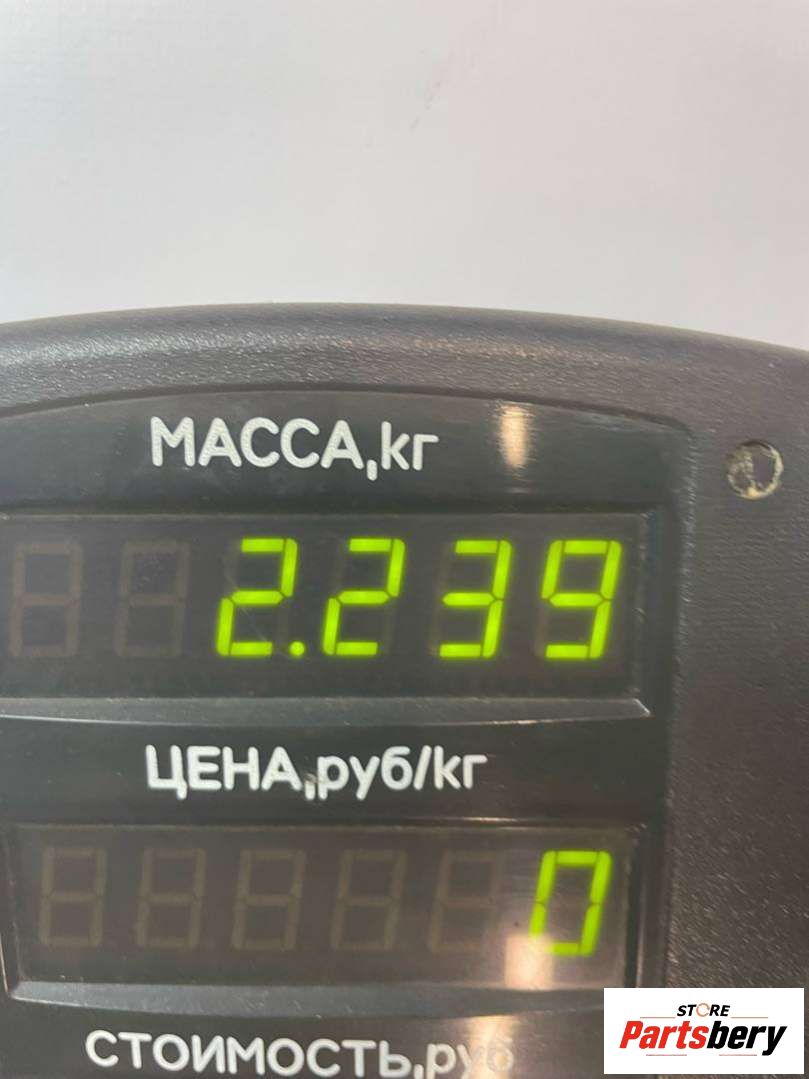 МАССА,кг
2.239
ЦЕНА,руб/кг
0
СТОИМОСТЬ,руб
STORE
Partsbery